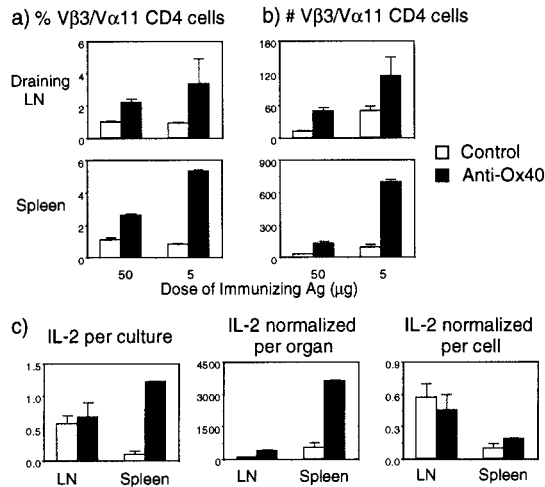 a) % Vβ3/Vα11 CD4 cells
b) # Vβ3/Vα11 CD4 cells
Draining LN
6
4
2
0
180
120
60
0
Control
Anti-Ox40
Spleen
6
4
2
0
900
600
300
0
50 5
50 5
Dose of Immunizing Ag (μg)
c)
IL-2 per culture
IL-2 normalized per organ
IL-2 normalized per cell
1.5
1.0
0.5
0.0
4500
3000
1500
0
0.9
0.6
0.3
0.0
LN Spleen
LN Spleen
LN Spleen